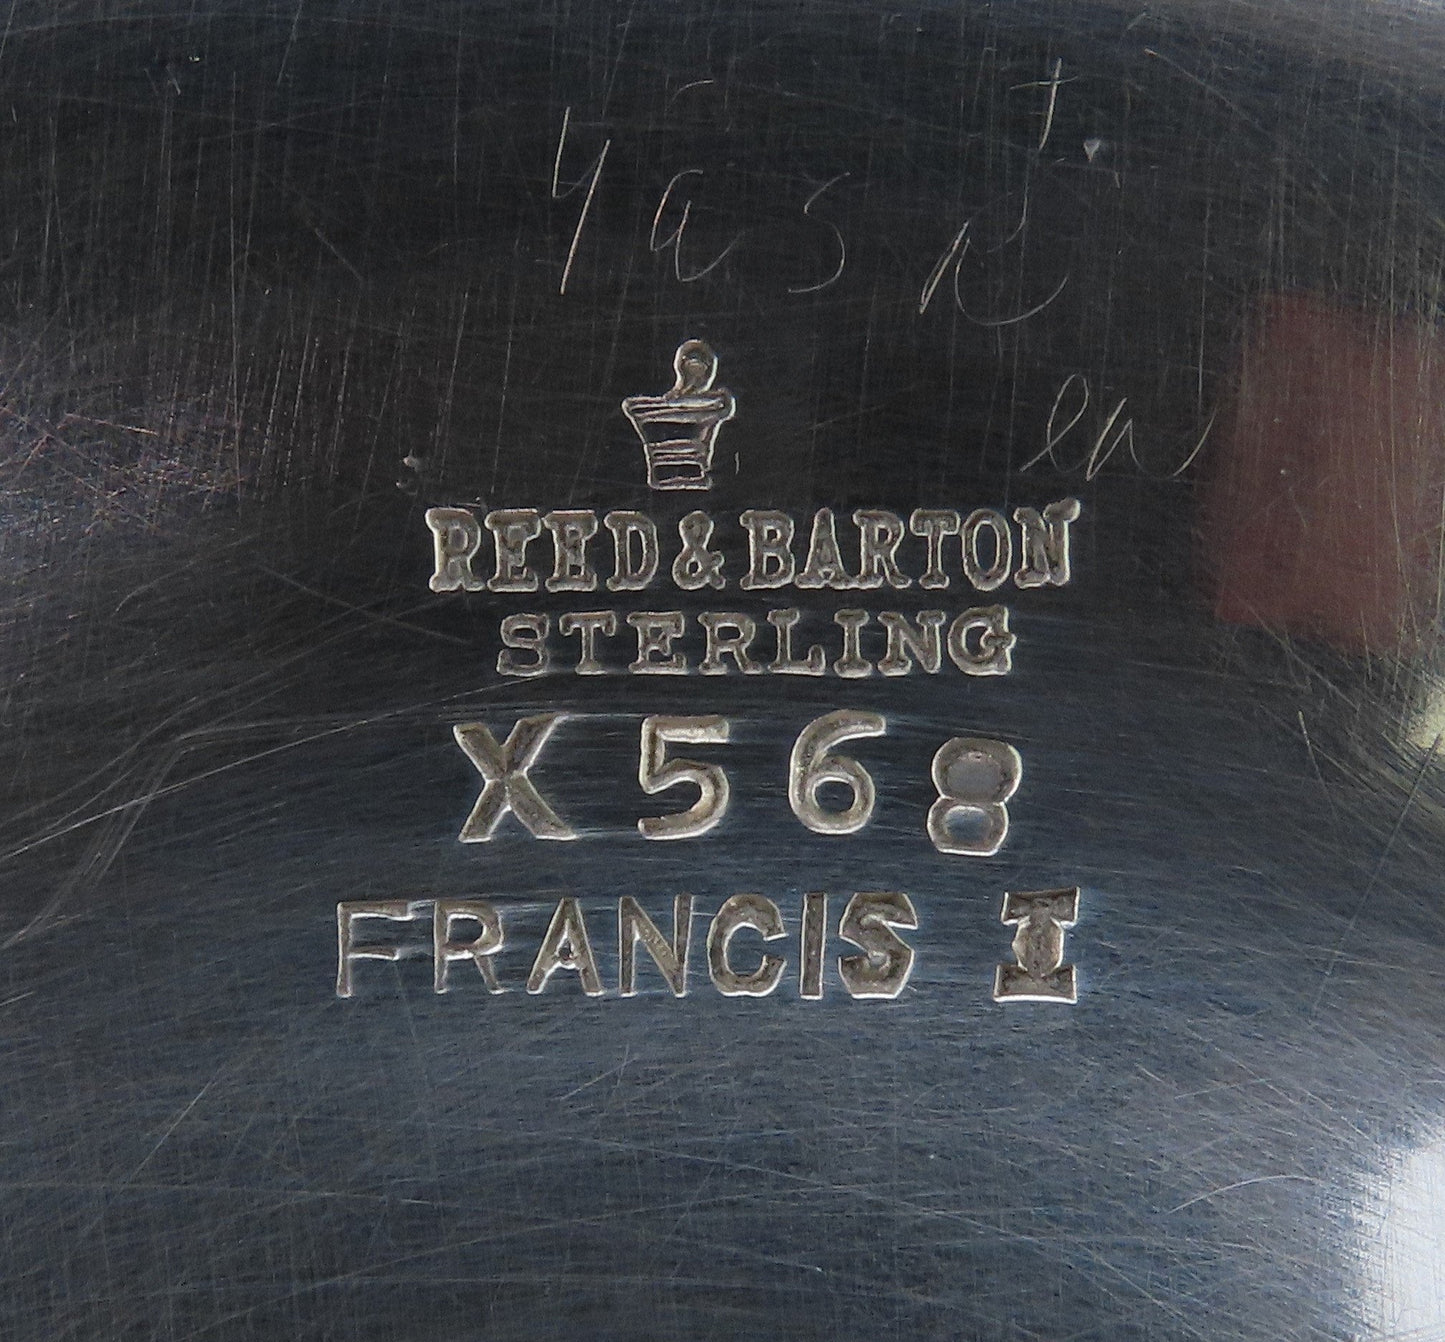 REED & BARTON
STERLING
X568
FRANCIS I